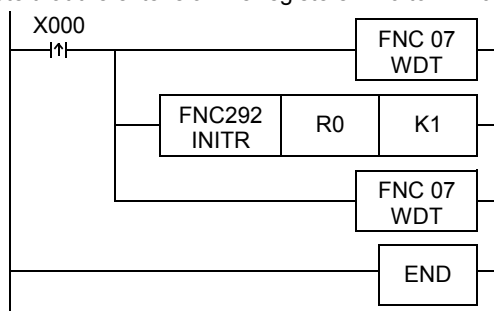 X000
FNC 07
WDT
FNC292
INITR
R0
K1
FNC 07
WDT
END